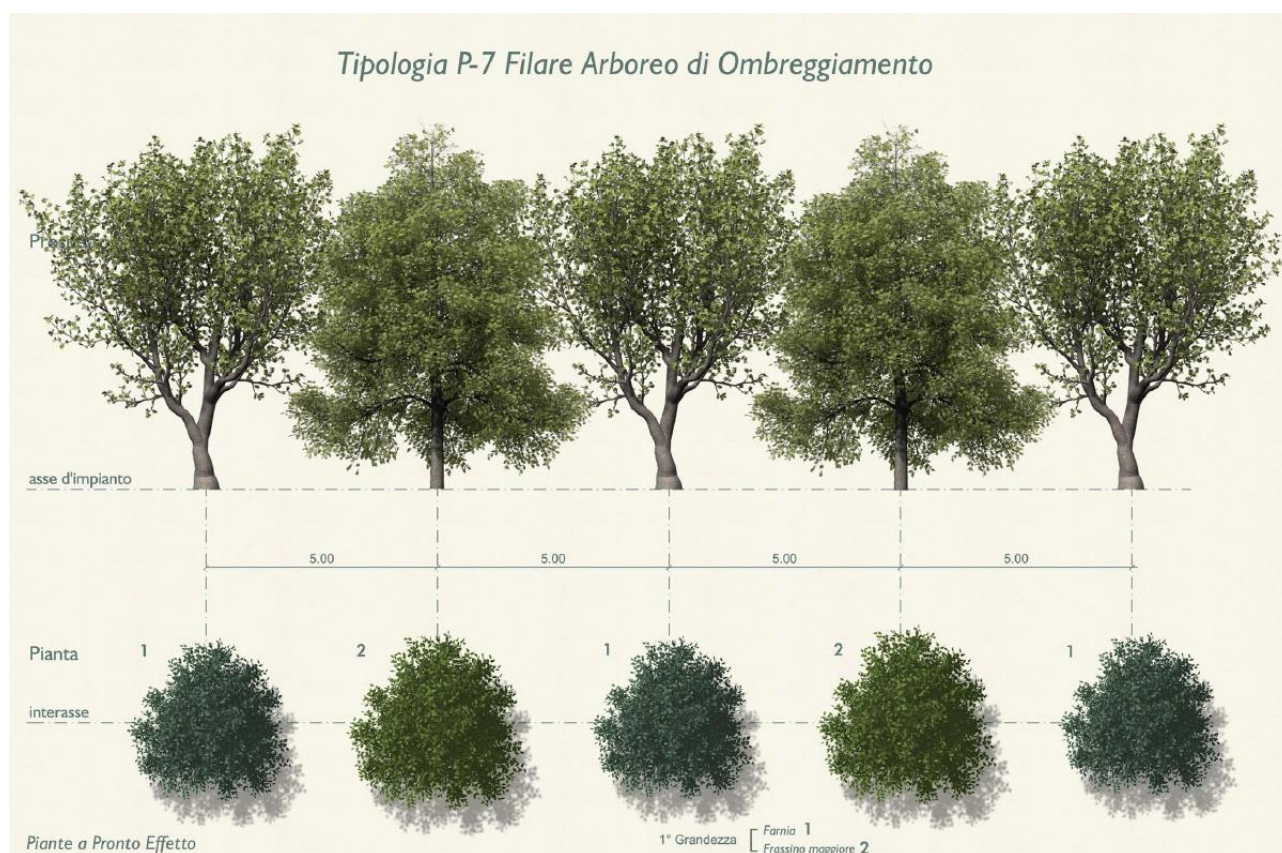 Tipologia P-7 Filare Arboreo di Ombreggiamento
asse d'impianto
5.00 5.00 5.00 5.00
Pianta 1 2 1 2 1
interasse
Piante a Pronto Effetto
1° Grandezza
Farnia 1
Frassino maggiore 2